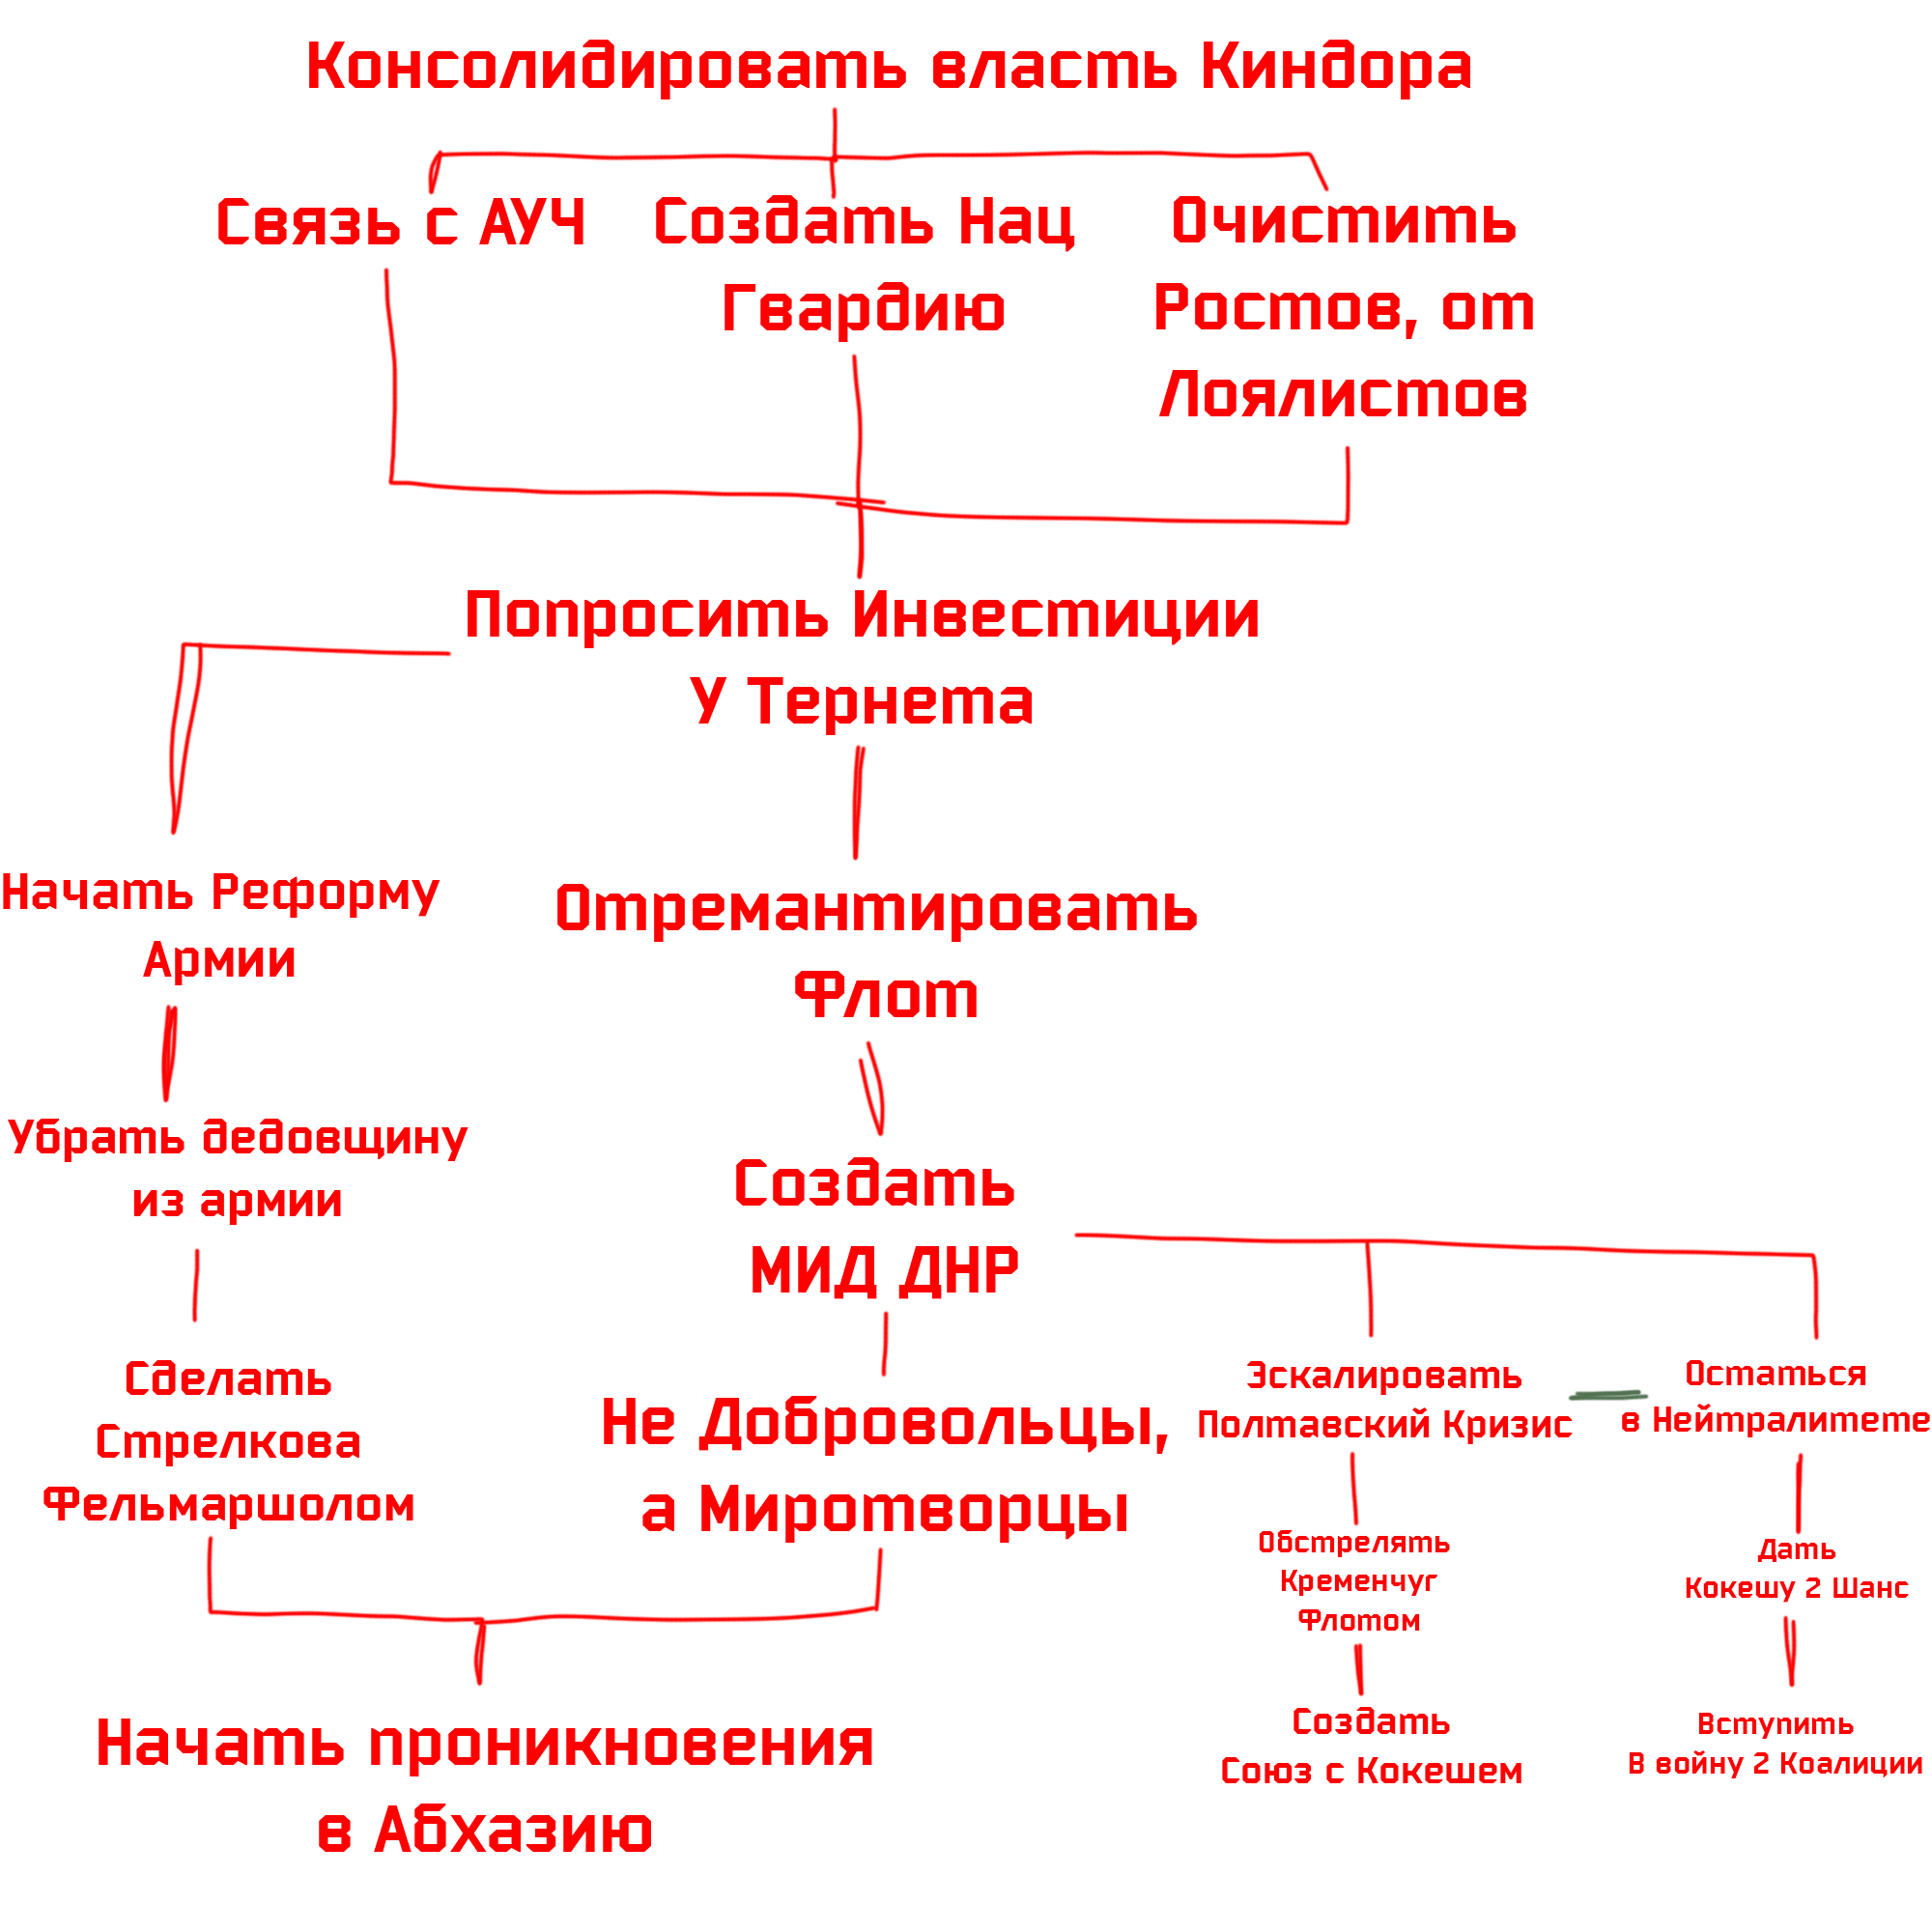 Консолидировать власть Киндора
Связь с АУЧ
Создать Нац
Гвардию
Очистить
Ростов, от
Лоялистов
Попросить Инвестиции
У Тернета
Начать Реформу
Армии
Отремантировать
Флот
Убрать дедовщину
из армии
Создать
МИД ДНР
Сделать
Стрелкова
Фельмаршолом
Не Добровольцы,
а Миротворцы
Эскалировать
Полтавский Кризис
Остаться
в Нейтралитете
Обстрелять
Кременчуг
Флотом
Дать
Кокешу 2 Шанс
Создать
Союз с Кокешем
Вступить
В войну 2 Коалиции
Начать проникновения
в Абхазию